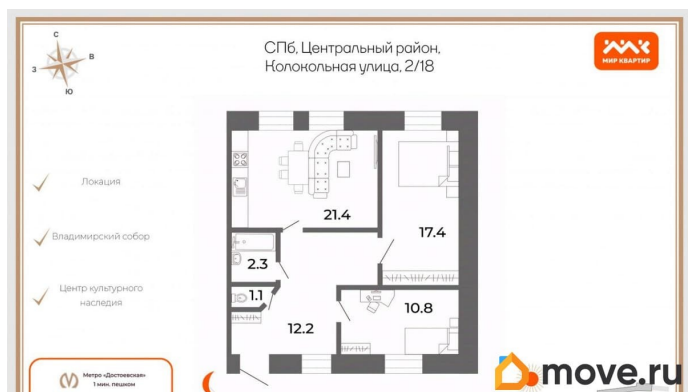 С
В
З
Ю
СПб, Центральный район,
Колокольная улица, 2/18
МИР КВАРТИР
Локация
Владимирский собор
Центр культурного
наследия
21.4
17.4
2.3
1.1
12.2
10.8
Метро «Достоевская»
1 мин. пешком
move.ru